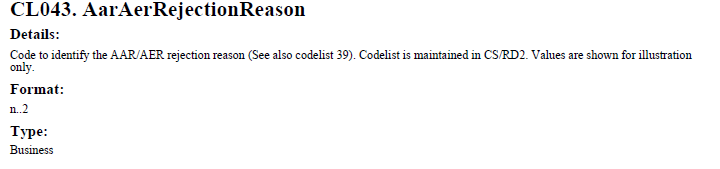 CL043. AarAerRejectionReason
Details:
Code to identify the AAR/AER rejection reason (See also codelist 39). Codelist is maintained in CS/RD2. Values are shown for illustration
only.
Format:
n..2
Type:
Business